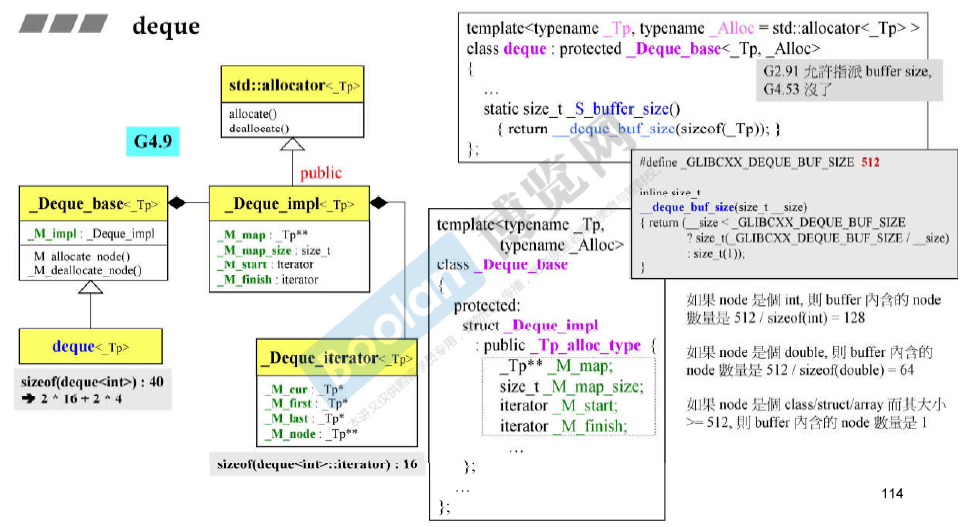 deque
template<typename _Tp, typename _Alloc = std::allocator<_Tp> >
class deque : protected _Deque_base<_Tp, _Alloc>
{
…
static size_t _S_buffer_size()
{ return __deque_buf_size(sizeof(_Tp)); }
};
G2.91 允許指派 buffer size,
G4.53 沒了
std::allocator<_Tp>
allocate()
deallocate()
G4.9
public
_Deque_base<_Tp>
_M_impl : _Deque_impl
_M_allocate_node()
_M_deallocate_node()
_Deque_impl<_Tp>
_M_map : _Tp**
_M_map_size : size_t
_M_start : Iterator
_M_finish : iterator
deque<_Tp>
sizeof(deque<int>) : 40
➔ 2 * 16 + 2 * 4
_Deque_iterator<_Tp>
_M_cur : _Tp*
_M_first : _Tp*
_M_last : _Tp*
_M_node : _Tp**
sizeof(deque<int>::iterator) : 16
template<typename _Tp,
typename _Alloc>
class _Deque_base
{
protected:
struct _Deque_impl
: public _Tp_alloc_type {
_Tp** _M_map;
size_t _M_map_size;
iterator _M_start;
iterator _M_finish;
…
};
…
};
#define _GLIBCXX_DEQUE_BUF_SIZE 512
inline size_t
__deque_buf_size(size_t __size)
{ return (__size < _GLIBCXX_DEQUE_BUF_SIZE
? size_t(_GLIBCXX_DEQUE_BUF_SIZE / __size)
: size_t(1));
}
如果 node 是個 int, 則 buffer 內含的 node
數量是 512 / sizeof(int) = 128
如果 node 是個 double, 則 buffer 內含的
node 數量是 512 / sizeof(double) = 64
如果 node 是個 class/struct/array 而其大小
>= 512, 則 buffer 內含的 node 數量是 1
boolan 博览网
114